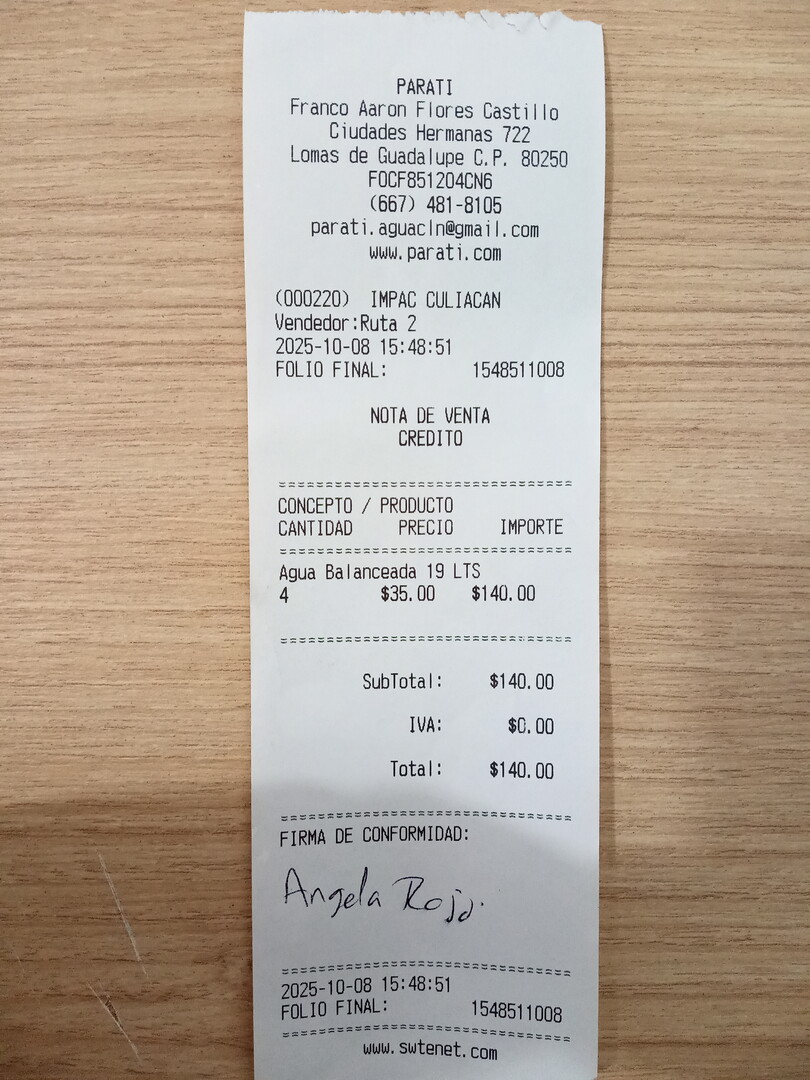 PARATI
Franco Aaron Flores Castillo
Ciudades Hermanas 722
Lomas de Guadalupe C.P. 80250
FOCF851204CN6
(667) 481-8105
parati.aguacln@gmail.com
www.parati.com
(000220) IMPAC CULIACAN
Vendedor:Ruta 2
2025-10-08 15:48:51
FOLIO FINAL: 1548511008
NOTA DE VENTA
CREDITO
============================
CONCEPTO / PRODUCTO
CANTIDAD PRECIO IMPORTE
============================
Agua Balanceada 19 LTS
4 $35.00 $140.00
============================
SubTotal: $140.00
IVA: $0.00
Total: $140.00
============================
FIRMA DE CONFORMIDAD:
Angela
============================
2025-10-08 15:48:51
FOLIO FINAL: 1548511008
============================
www.swtenet.com